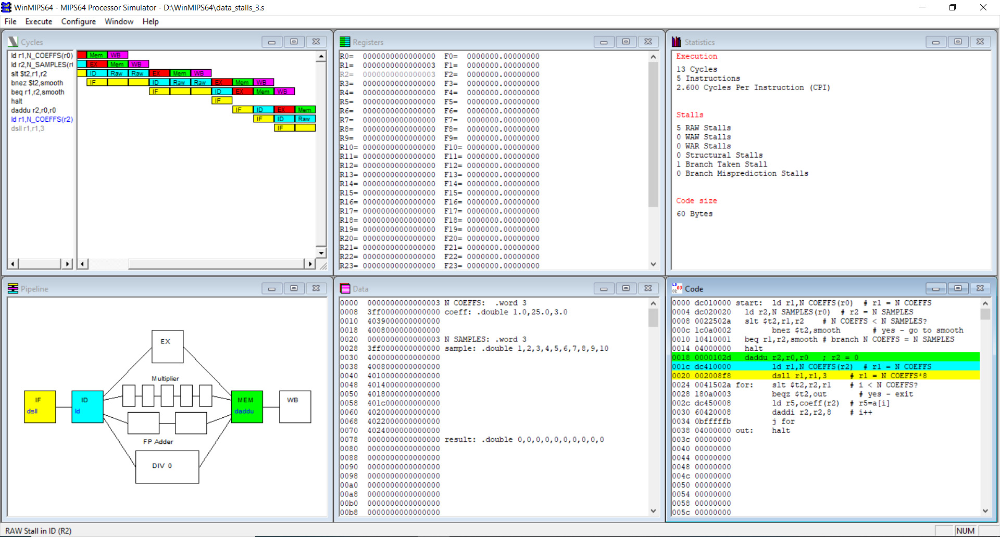 WinMIPS64 - MIPS64 Processor Simulator - D:\WinMIPS64\data_stalls_3.s
File Execute Configure Window Help
Cycles
ld r1,N_COEFFS(r0)
ld r2,N_SAMPLES(r
slt $t2,r1,r2
bnez $t2,smooth
beq r1,r2,smooth
halt
daddu r2,r0,r0
ld r1,N_COEFFS(r2)
dsll r1,r1,3
Mem WB
EX Mem WB
ID Raw Raw EX Mem WB
IF ID Raw Raw EX Mem WB
IF ID EX Mem WB
IF
IF ID EX Mem
IF ID Raw
IF
Registers
R0= 0000000000000000 F0= 0000000.00000000
R1= 0000000000000003 F1= 0000000.00000000
R2= 0000000000000003 F2= 0000000.00000000
R3= 0000000000000000 F3= 0000000.00000000
R4= 0000000000000000 F4= 0000000.00000000
R5= 0000000000000000 F5= 0000000.00000000
R6= 0000000000000000 F6= 0000000.00000000
R7= 0000000000000000 F7= 0000000.00000000
R8= 0000000000000000 F8= 0000000.00000000
R9= 0000000000000000 F9= 0000000.00000000
R10= 0000000000000000 F10= 0000000.00000000
R11= 0000000000000000 F11= 0000000.00000000
R12= 0000000000000000 F12= 0000000.00000000
R13= 0000000000000000 F13= 0000000.00000000
R14= 0000000000000000 F14= 0000000.00000000
R15= 0000000000000000 F15= 0000000.00000000
R16= 0000000000000000 F16= 0000000.00000000
R17= 0000000000000000 F17= 0000000.00000000
R18= 0000000000000000 F18= 0000000.00000000
R19= 0000000000000000 F19= 0000000.00000000
R20= 0000000000000000 F20= 0000000.00000000
R21= 0000000000000000 F21= 0000000.00000000
R22= 0000000000000000 F22= 0000000.00000000
R23= 0000000000000000 F23= 0000000.00000000
Statistics
Execution
13 Cycles
5 Instructions
2.600 Cycles Per Instruction (CPI)
Stalls
5 RAW Stalls
0 WAW Stalls
0 WAR Stalls
0 Structural Stalls
1 Branch Taken Stall
0 Branch Misprediction Stalls
Code size
60 Bytes
Pipeline
EX
Multiplier
IF
dsll
ID
ld
MEM
daddu
WB
FP Adder
DIV 0
Data
0000 0000000000000003 N_COEFFS: .word 3
0008 3ff0000000000000 coeff: .double 1.0,25.0,3.0
0010 4039000000000000
0018 4008000000000000
0020 0000000000000003 N_SAMPLES: .word 3
0028 3ff0000000000000 sample: .double 1,2,3,4,5,6,7,8,9,10
0030 4000000000000000
0038 4008000000000000
0040 4010000000000000
0048 4014000000000000
0050 4018000000000000
0058 401c000000000000
0060 4020000000000000
0068 4022000000000000
0070 4024000000000000
0078 0000000000000000 result: .double 0,0,0,0,0,0,0,0,0,0
0080 0000000000000000
0088 0000000000000000
0090 0000000000000000
0098 0000000000000000
00a0 0000000000000000
00a8 0000000000000000
00b0 0000000000000000
00b8 0000000000000000
Code
0000 dc010000 start: ld r1,N_COEFFS(r0) # r1 = N_COEFFS
0004 dc020020 ld r2,N_SAMPLES(r0) # r2 = N_SAMPLES
0008 0022502a slt $t2,r1,r2 # N_COEFFS < N_SAMPLES?
000c 1c0a0002 bnez $t2,smooth # yes - go to smooth
0010 10410001 beq r1,r2,smooth # branch N_COEFFS = N_SAMPLES
0014 04000000 halt
0018 0000102d daddu r2,r0,r0 ; r2 = 0
001c dc410000 ld r1,N_COEFFS(r2) # r1 = N_COEFFS
0020 002008f8 dsll r1,r1,3 # r1 = N_COEFFS*8
0024 0041502a for: slt $t2,r2,r1 # i < N_COEFFS?
0028 180a0003 beqz $t2,out # yes - exit
002c dc450008 ld r5,coeff(r2) # r5=a[i]
0030 60420008 daddi r2,r2,8 # i++
0034 0bfffffb j for
0038 04000000 out: halt
003c 00000000
0040 00000000
0044 00000000
0048 00000000
004c 00000000
0050 00000000
0054 00000000
0058 00000000
005c 00000000
RAW Stall in ID (R2)
NUM